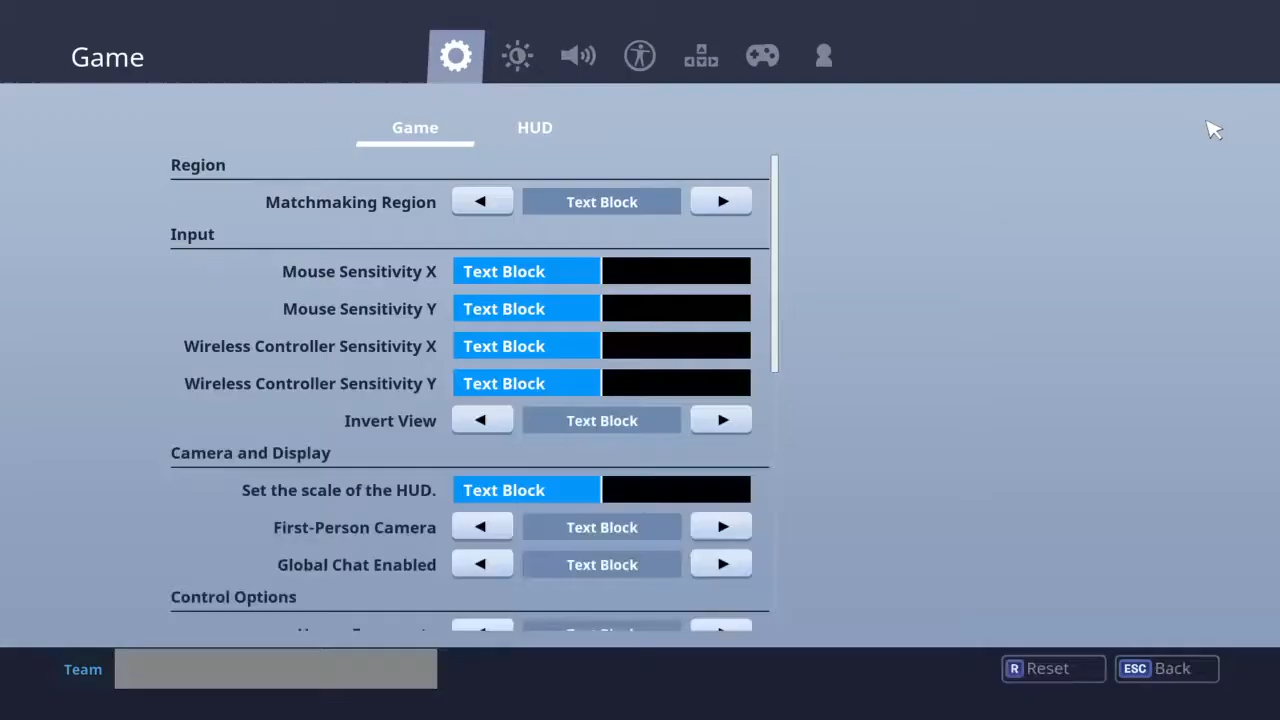 Game
Game HUD
Region
Matchmaking Region Text Block
Input
Mouse Sensitivity X Text Block
Mouse Sensitivity Y Text Block
Wireless Controller Sensitivity X Text Block
Wireless Controller Sensitivity Y Text Block
Invert View Text Block
Camera and Display
Set the scale of the HUD. Text Block
First-Person Camera Text Block
Global Chat Enabled Text Block
Control Options
Team
R Reset ESC Back